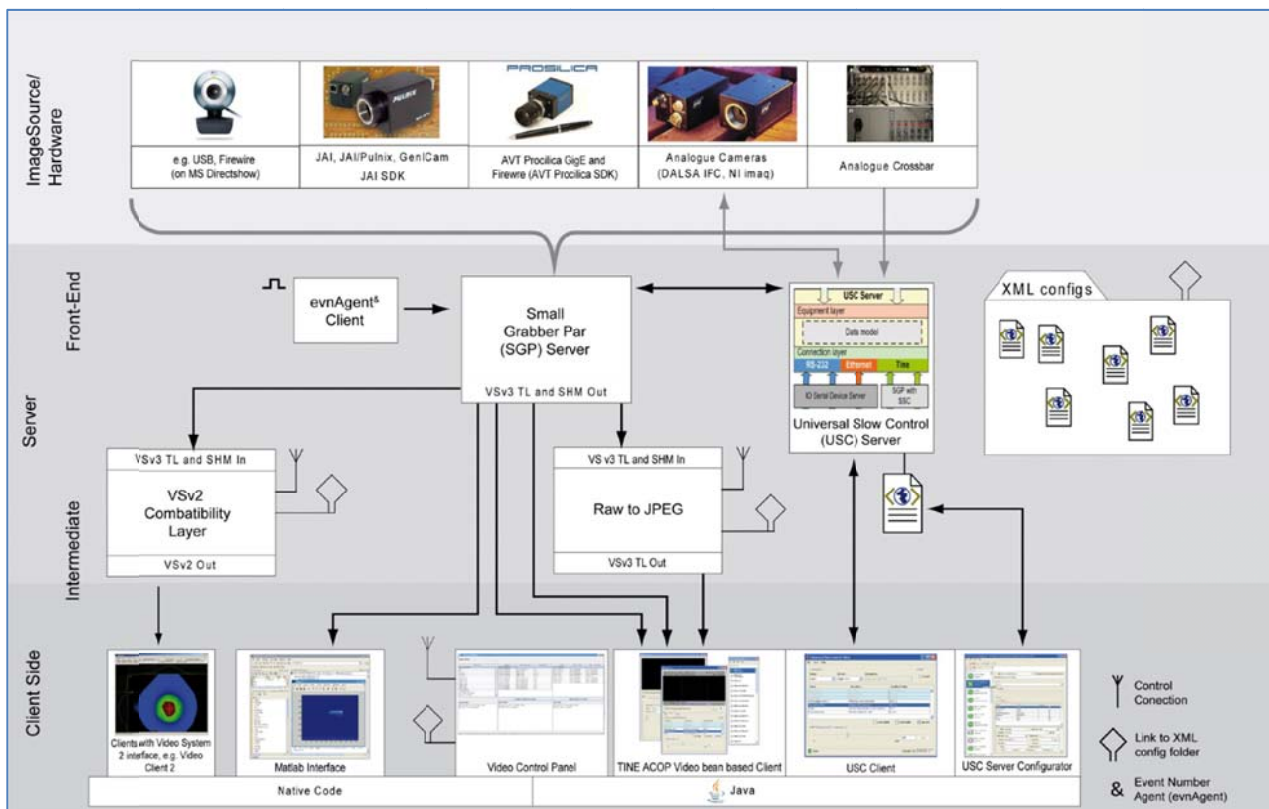 ImageSource/
Hardware
PROSILICA
PULNIX
e.g. USB, Firewire
(on MS Directshow)
JAI, JAI/Pulnix, GenICam
JAI SDK
AVT Procilica GigE and
Firewre (AVT Procilica SDK)
Analogue Cameras
(DALSA IFC, NI imaq)
Analogue Crossbar
Server
Front-End
evnAgent&
Client
Small
Grabber Par
(SGP) Server
VSv3 TL and SHM Out
USC Server
Equipment layer
Data model
Connection layer
RS-232
Ethernet
Tine
IO Serial Device Server
SGP with
SSC
Universal Slow Control
(USC) Server
XML configs
Intermediate
VSv3 TL and SHM In
VSv2
Combatibility
Layer
VSv2 Out
VS v3 TL and SHM In
Raw to JPEG
VSv3 TL Out
Client Side
Clients with Video System
2 interface, e.g. Video
Client 2
Matlab Interface
Video Control Panel
TINE ACOP Video bean based Client
USC Client
USC Server Configurator
Native Code
Java
Control
Conection
Link to XML
config folder
&
Event Number
Agent (evnAgent)